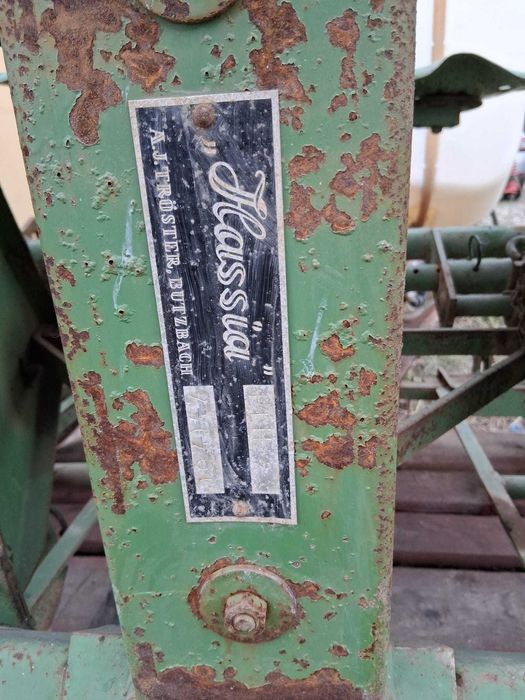 „Hassia"
A.J. TRÖSTER, BUTZBACH